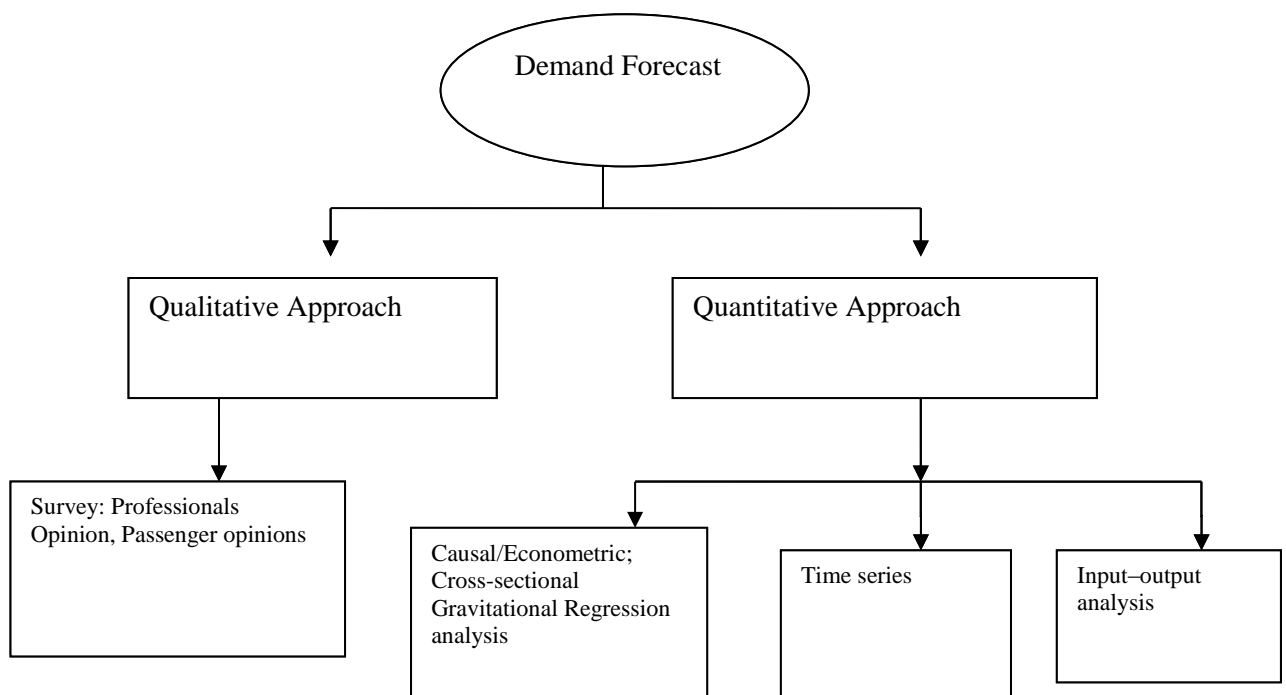 Demand Forecast
Qualitative Approach
Quantitative Approach
Survey: Professionals
Opinion, Passenger opinions
Causal/Econometric;
Cross-sectional
Gravitational Regression
analysis
Time series
Input–output
analysis